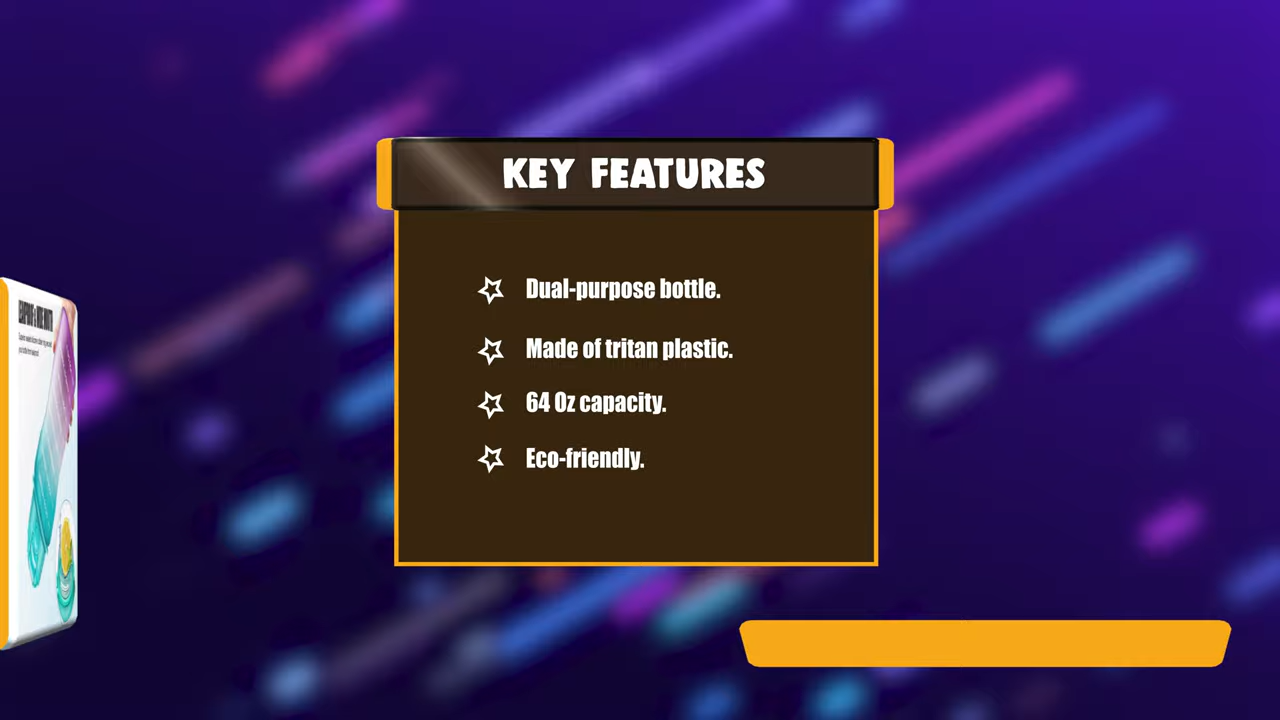 KEY FEATURES
Dual-purpose bottle.
Made of tritan plastic.
64 Oz capacity.
Eco-friendly.